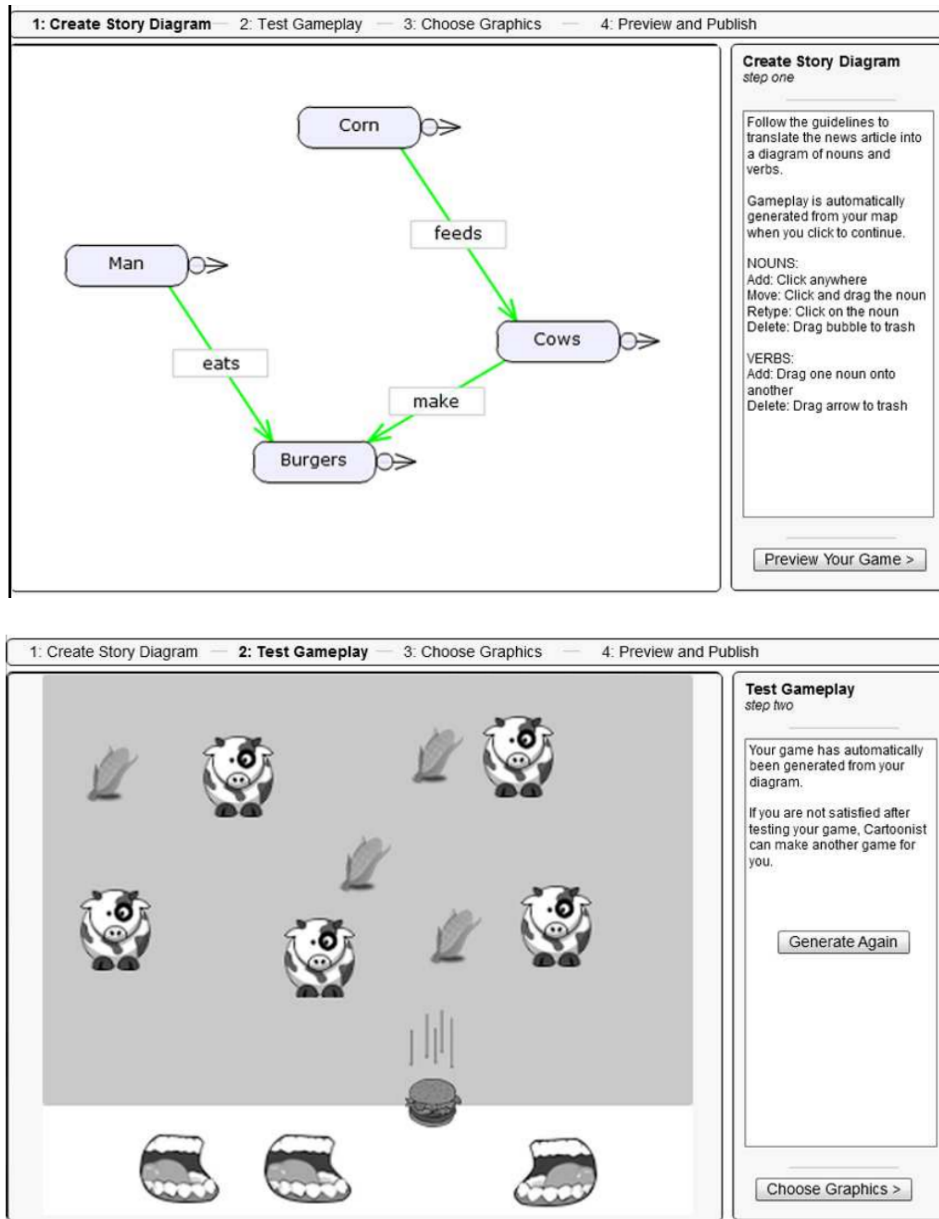 1: Create Story Diagram — 2: Test Gameplay — 3: Choose Graphics — 4: Preview and Publish
Corn
feeds
Man
Cows
eats
make
Burgers
Create Story Diagram
step one
Follow the guidelines to
translate the news article into
a diagram of nouns and
verbs.
Gameplay is automatically
generated from your map
when you click to continue.
NOUNS:
Add: Click anywhere
Move: Click and drag the noun
Retype: Click on the noun
Delete: Drag bubble to trash
VERBS:
Add: Drag one noun onto
another
Delete: Drag arrow to trash
Preview Your Game >
1: Create Story Diagram — 2: Test Gameplay — 3: Choose Graphics — 4: Preview and Publish
Test Gameplay
step two
Your game has automatically
been generated from your
diagram.
If you are not satisfied after
testing your game, Cartoonist
can make another game for
you.
Generate Again
Choose Graphics >